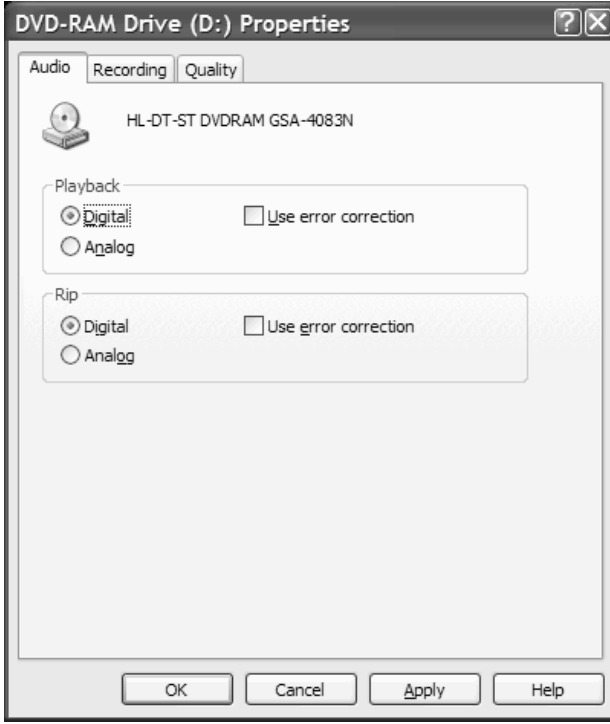 DVD-RAM Drive (D:) Properties
Audio Recording Quality
HL-DT-ST DVDRAM GSA-4083N
Playback
Digital Use error correction
Analog
Rip
Digital Use error correction
Analog
OK Cancel Apply Help